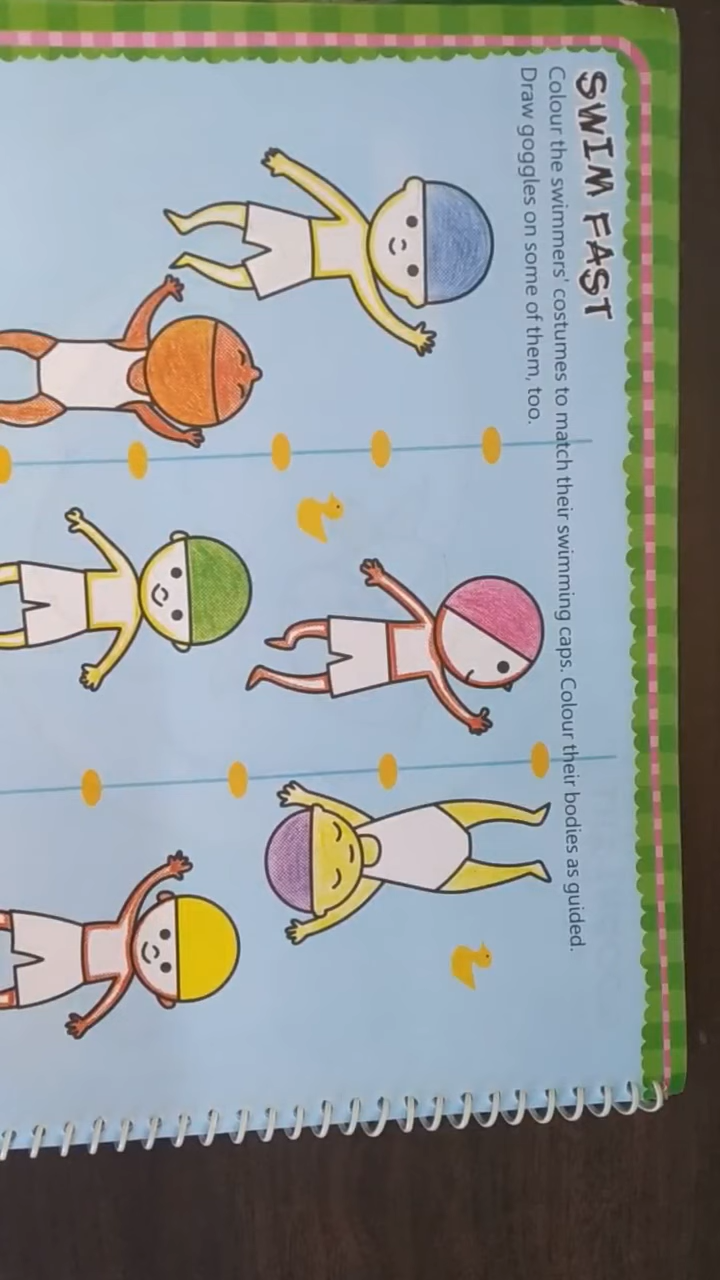 SWIM FAST
Colour the swimmers' costumes to match their swimming caps. Colour their bodies as guided.
Draw goggles on some of them, too.